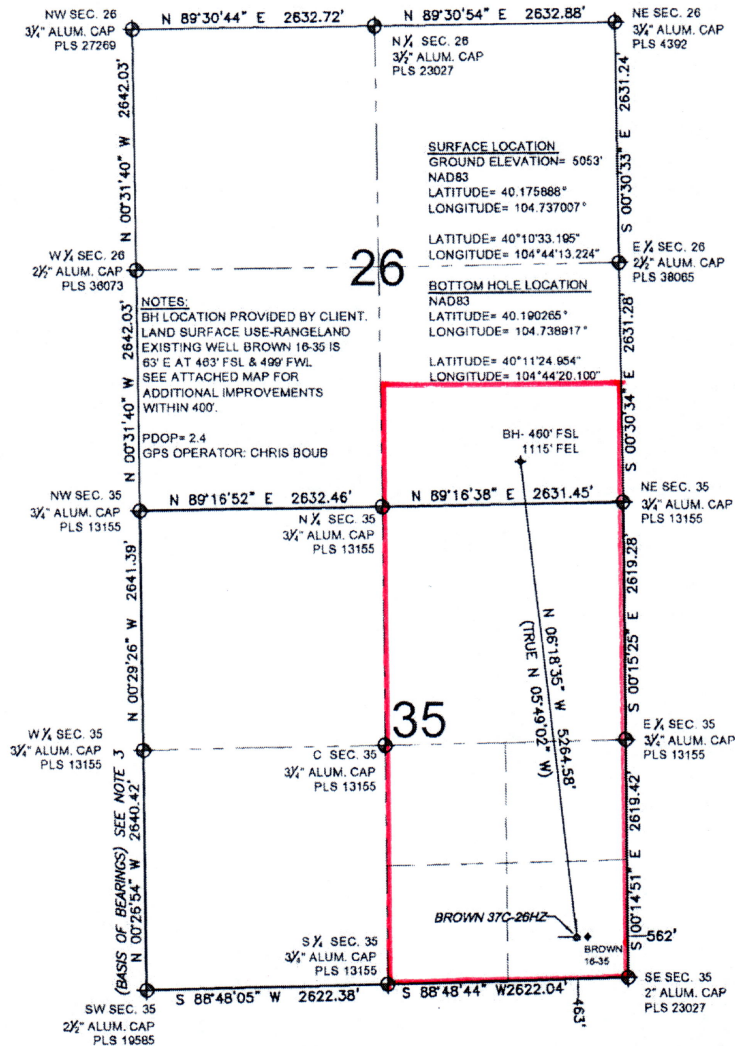 N 89°30'44" E 2632.72'
N 89°30'54" E 2632.88'
NW SEC. 26
3¼" ALUM. CAP
PLS 27269
N ¼ SEC. 26
3½" ALUM. CAP
PLS 23027
NE SEC. 26
3¼" ALUM. CAP
PLS 4392
N 00°31'40" W 2642.03'
S 00°30'33" E 2631.24'
SURFACE LOCATION
GROUND ELEVATION= 5053'
NAD83
LATITUDE= 40.175888°
LONGITUDE= 104.737007°
LATITUDE= 40°10'33.195"
LONGITUDE= 104°44'13.224"
W ¼ SEC. 26
2½" ALUM. CAP
PLS 36073
26
E ¼ SEC. 26
2½" ALUM. CAP
PLS 38065
BOTTOM HOLE LOCATION
NAD83
LATITUDE= 40.190265°
LONGITUDE= 104.738917°
LATITUDE= 40°11'24.954"
LONGITUDE= 104°44'20.100"
NOTES:
BH LOCATION PROVIDED BY CLIENT.
LAND SURFACE USE-RANGELAND
EXISTING WELL BROWN 16-35 IS
63' E AT 463' FSL & 499' FWL
SEE ATTACHED MAP FOR
ADDITIONAL IMPROVEMENTS
WITHIN 400'.
PDOP= 2.4
GPS OPERATOR: CHRIS BOUB
N 00°31'40" W 2642.03'
S 00°30'34" E 2631.28'
BH- 460' FSL
1115' FEL
NW SEC. 35
3¼" ALUM. CAP
PLS 13155
N 89°16'52" E 2632.46'
N 89°16'38" E 2631.45'
N ¼ SEC. 35
3¼" ALUM. CAP
PLS 13155
NE SEC. 35
3¼" ALUM. CAP
PLS 13155
N 00°29'26" W 2641.39'
N 06°18'35" W 5264.58'
(TRUE N 05°49'02" W)
S 00°15'25" E 2619.28'
35
W ¼ SEC. 35
3¼" ALUM. CAP
PLS 13155
C SEC. 35
3¼" ALUM. CAP
PLS 13155
E ¼ SEC. 35
3¼" ALUM. CAP
PLS 13155
(BASIS OF BEARINGS) SEE NOTE 3
N 00°26'54" W 2640.42'
S 00°14'51" E 2619.42'
BROWN 37C-26HZ
BROWN
16-35
562'
463'
S ¼ SEC. 35
3¼" ALUM. CAP
PLS 13155
S 88°48'05" W 2622.38'
S 88°48'44" W2622.04'
SW SEC. 35
2½" ALUM. CAP
PLS 19585
SE SEC. 35
2" ALUM. CAP
PLS 23027